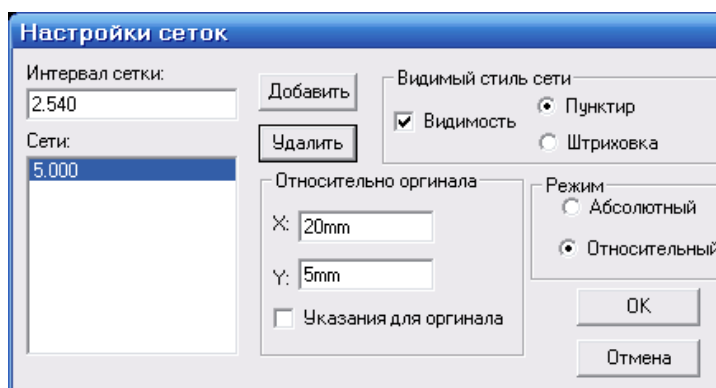 Настройки сеток
Интервал сетки:
2.540
Добавить
Удалить
Сети:
5.000
Видимый стиль сети
Видимость
Пунктир
Штриховка
Относительно оргинала
X: 20mm
Y: 5mm
Указания для оргинала
Режим
Абсолютный
Относительный
OK
Отмена